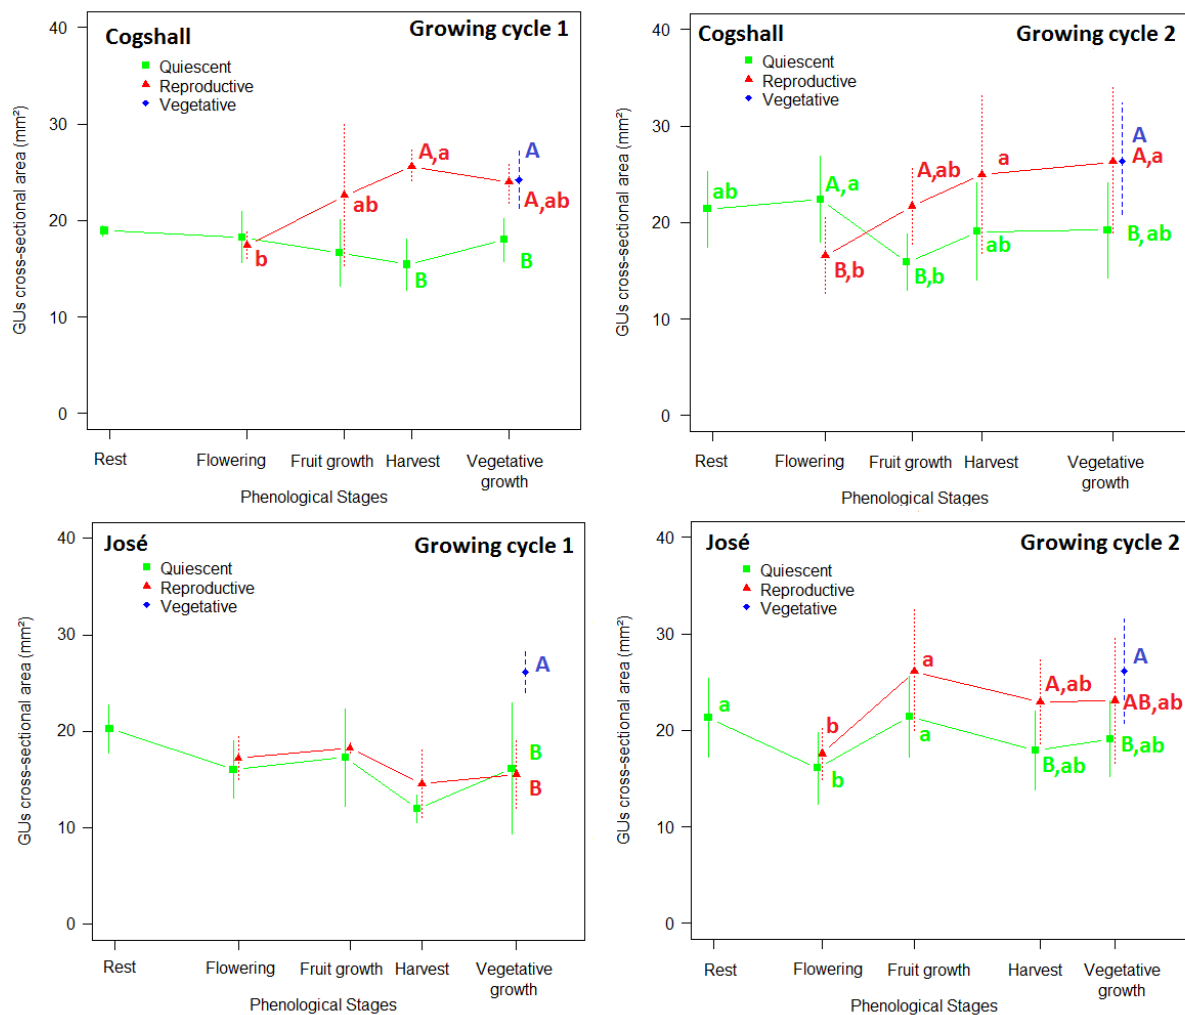 Cogshall
Growing cycle 1
Quiescent
Reproductive
Vegetative
GUs cross-sectional area (mm²)
40
30
20
10
0
b
ab
A,a
A
A,ab
B
B
Rest
Flowering
Fruit growth
Harvest
Vegetative
growth
Phenological Stages
Cogshall
Growing cycle 2
Quiescent
Reproductive
Vegetative
GUs cross-sectional area (mm²)
40
30
20
10
0
ab
A,a
B,b
A,ab
B,b
a
ab
A
A,a
B,ab
Rest
Flowering
Fruit growth
Harvest
Vegetative
growth
Phenological Stages
José
Growing cycle 1
Quiescent
Reproductive
Vegetative
GUs cross-sectional area (mm²)
40
30
20
10
0
A
B
B
Rest
Flowering
Fruit growth
Harvest
Vegetative
growth
Phenological Stages
José
Growing cycle 2
Quiescent
Reproductive
Vegetative
GUs cross-sectional area (mm²)
40
30
20
10
0
a
b
b
a
a
A,ab
B,ab
A
AB,ab
B,ab
Rest
Flowering
Fruit growth
Harvest
Vegetative
growth
Phenological Stages